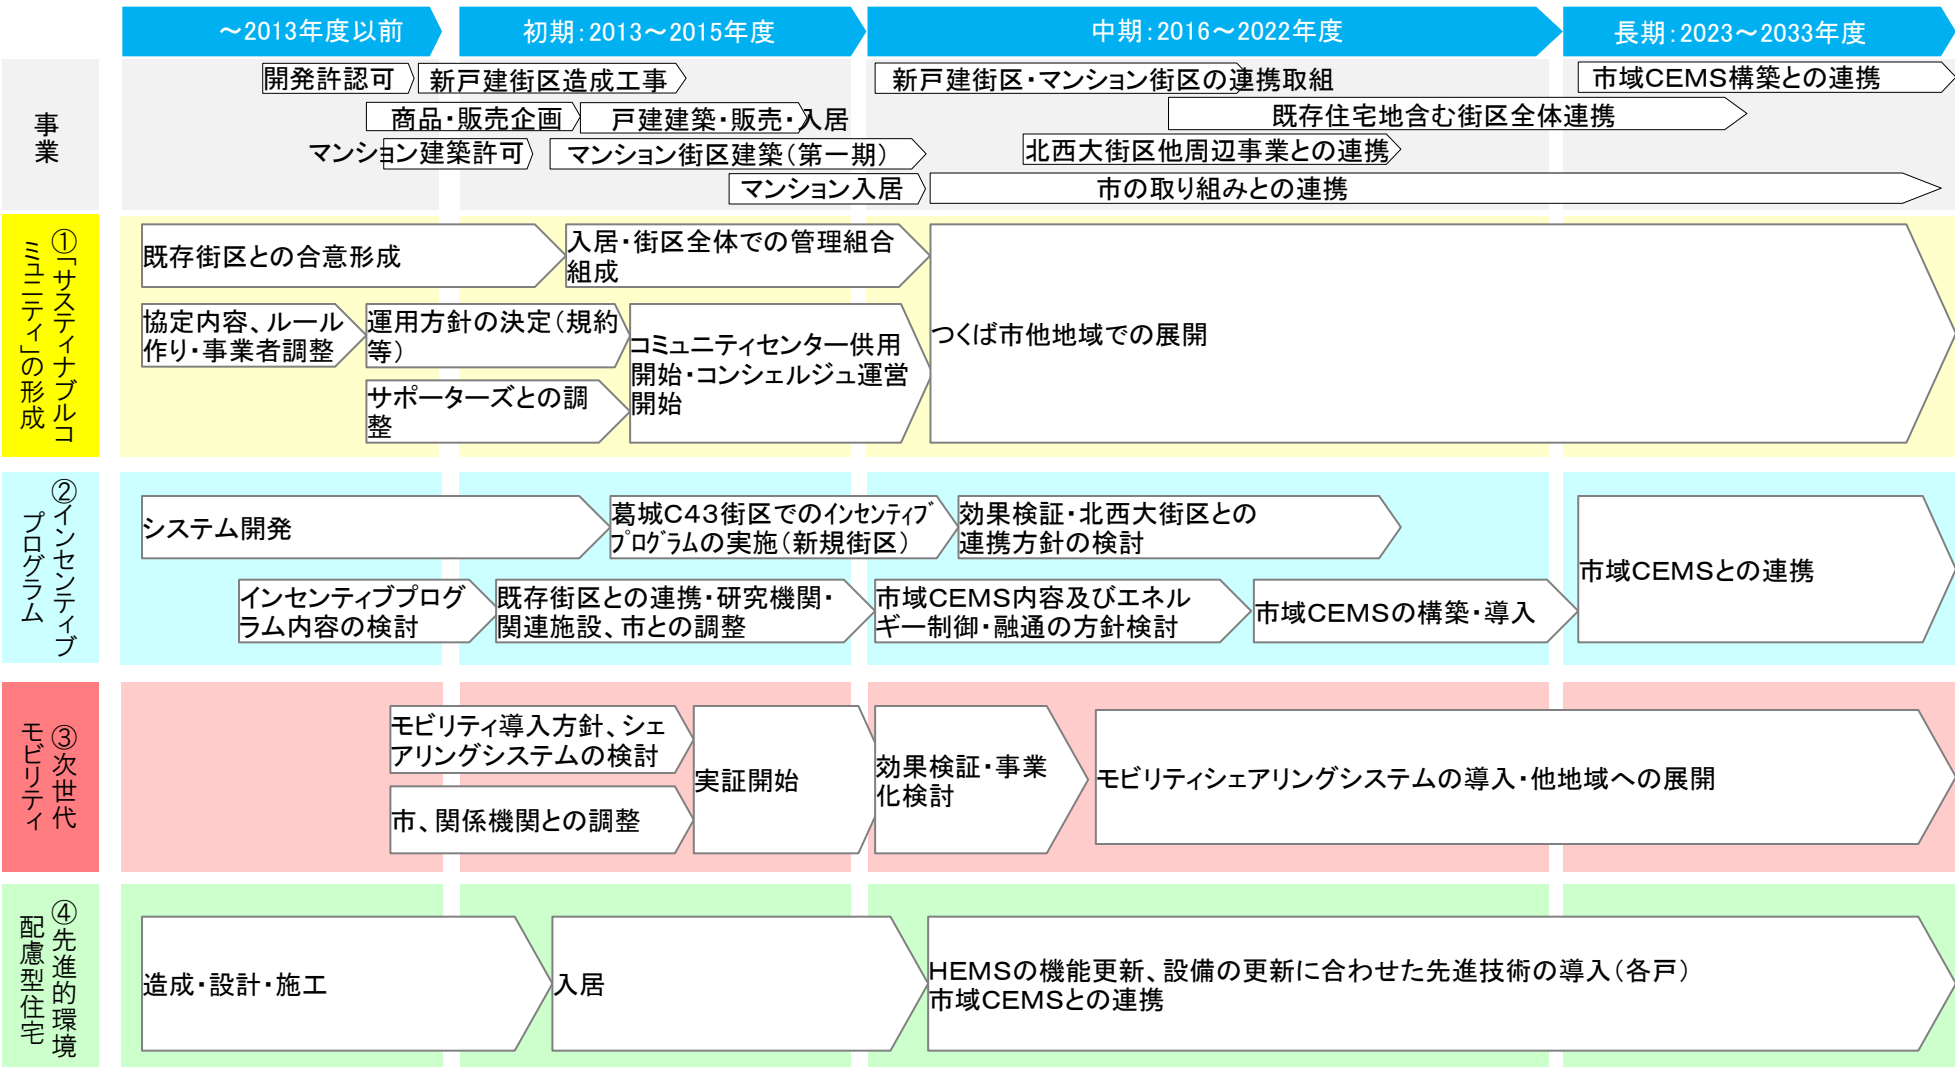 ～2013年度以前
初期：2013～2015年度
中期：2016～2022年度
長期：2023～2033年度
事業
開発許認可
新戸建街区造成工事
新戸建街区・マンション街区の連携取組
市域CEMS構築との連携
商品・販売企画
戸建建築・販売・入居
既存住宅地含む街区全体連携
マンション建築許可
マンション街区建築（第一期）
北西大街区他周辺事業との連携
マンション入居
市の取り組みとの連携
①「サスティナブルコ
ミュニティ」の形成
既存街区との合意形成
入居・街区全体での管理組合
組成
協定内容、ルール
作り・事業者調整
運用方針の決定（規約
等）
サポーターズとの調
整
コミュニティセンター供用
開始・コンシェルジュ運営
開始
つくば市他地域での展開
②インセンティブ
プログラム
システム開発
葛城C43街区でのインセンティブ
プログラムの実施（新規街区）
効果検証・北西大街区との
連携方針の検討
インセンティブプログ
ラム内容の検討
既存街区との連携・研究機関・
関連施設、市との調整
市域CEMS内容及びエネル
ギー制御・融通の方針検討
市域CEMSの構築・導入
市域CEMSとの連携
③次世代
モビリティ
モビリティ導入方針、シェ
アリングシステムの検討
市、関係機関との調整
実証開始
効果検証・事業
化検討
モビリティシェアリングシステムの導入・他地域への展開
④先進的環境
配慮型住宅
造成・設計・施工
入居
HEMSの機能更新、設備の更新に合わせた先進技術の導入（各戸）
市域CEMSとの連携